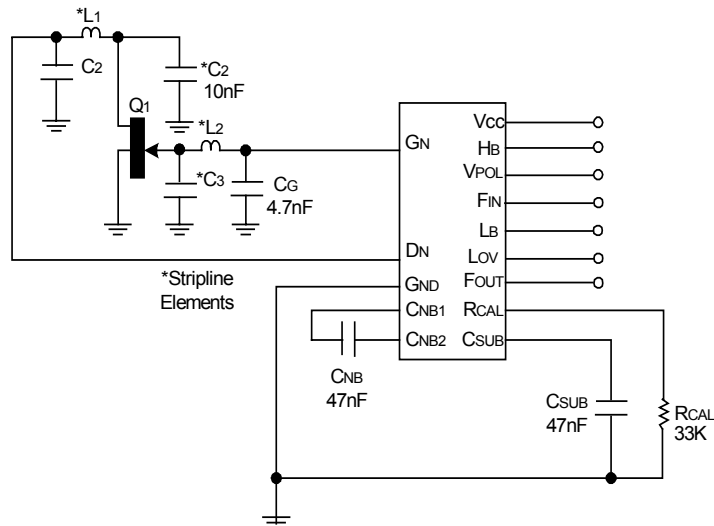 *L1
C2
*C2
10nF
Q1
*L2
*C3
CG
4.7nF
GN
DN
GND
CNB1
CNB2
VCC
HB
VPOL
FIN
LB
LOV
FOUT
RCAL
CSUB
*Stripline
Elements
CNB
47nF
CSUB
47nF
RCAL
33K